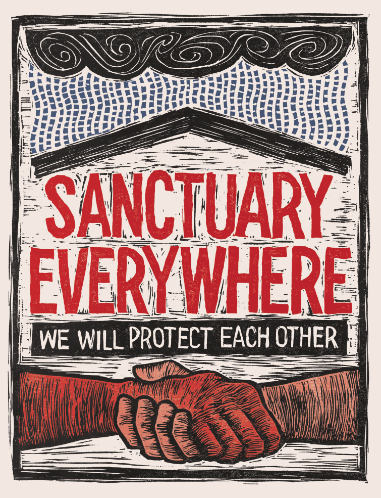 SANCTUARY
EVERYWHERE
WE WILL PROTECT EACH OTHER